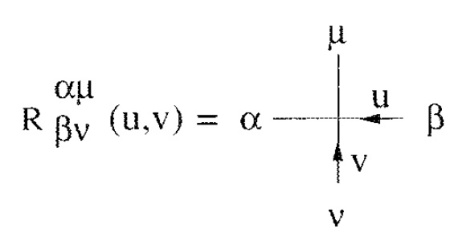 μ
R αμ βν (u,v) = α u β
v
ν